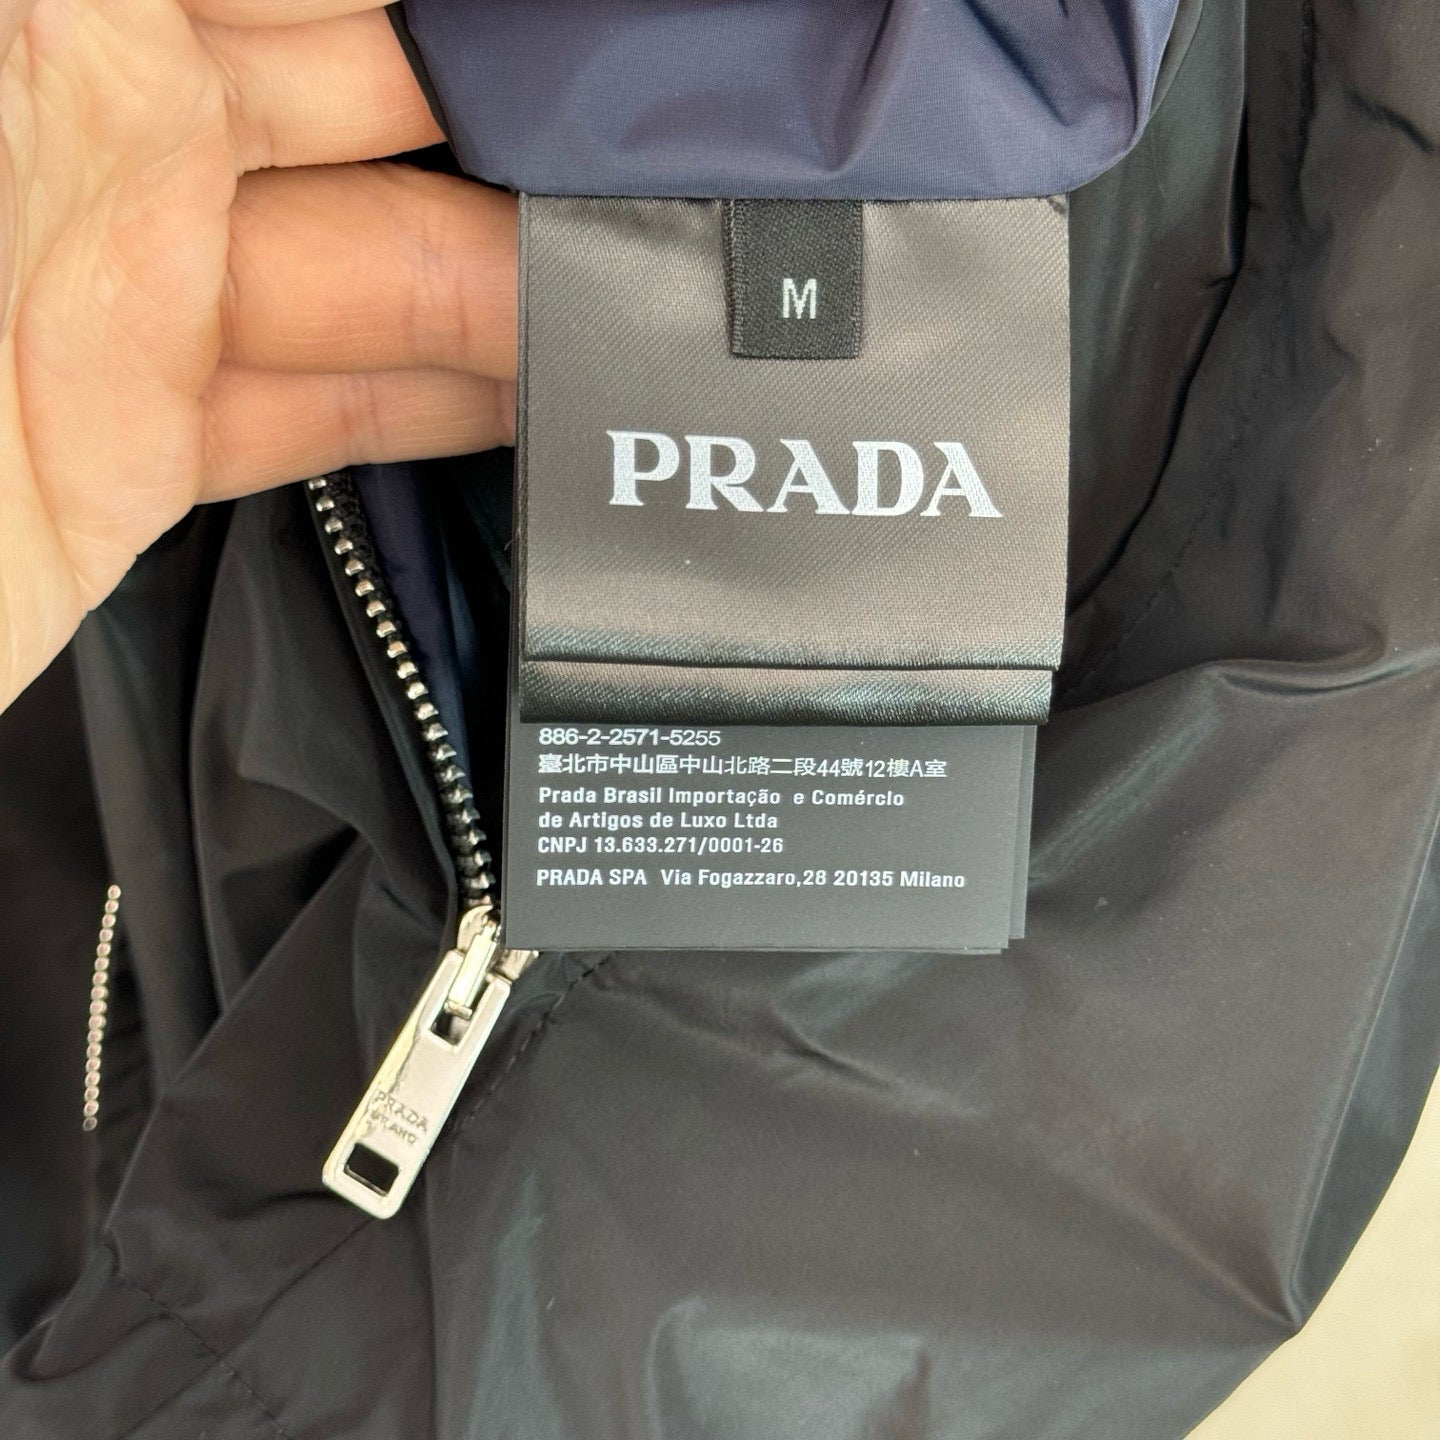 M
PRADA
886-2-2571-5255
臺北市中山區中山北路二段44號12樓A室
Prada Brasil Importação e Comércio
de Artigos de Luxo Ltda
CNPJ 13.633.271/0001-26
PRADA SPA Via Fogazzaro,28 20135 Milano
PRADA
MILANO